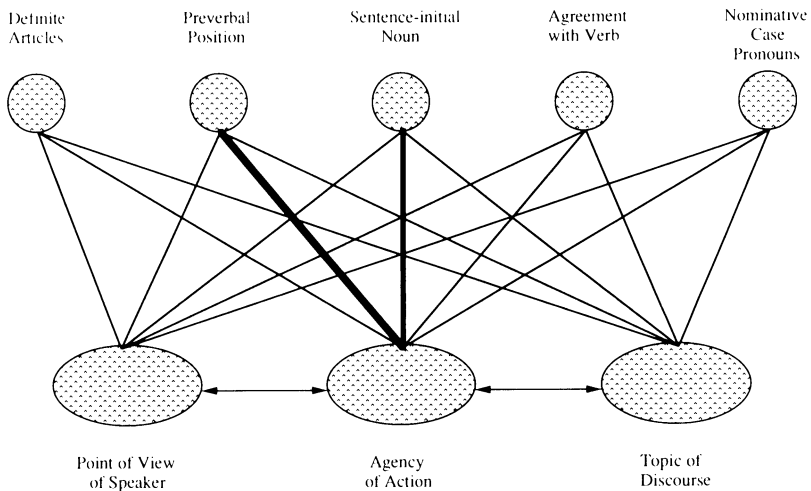 Definite
Articles
Preverbal
Position
Sentence-initial
Noun
Agreement
with Verb
Nominative
Case
Pronouns
Point of View
of Speaker
Agency
of Action
Topic of
Discourse